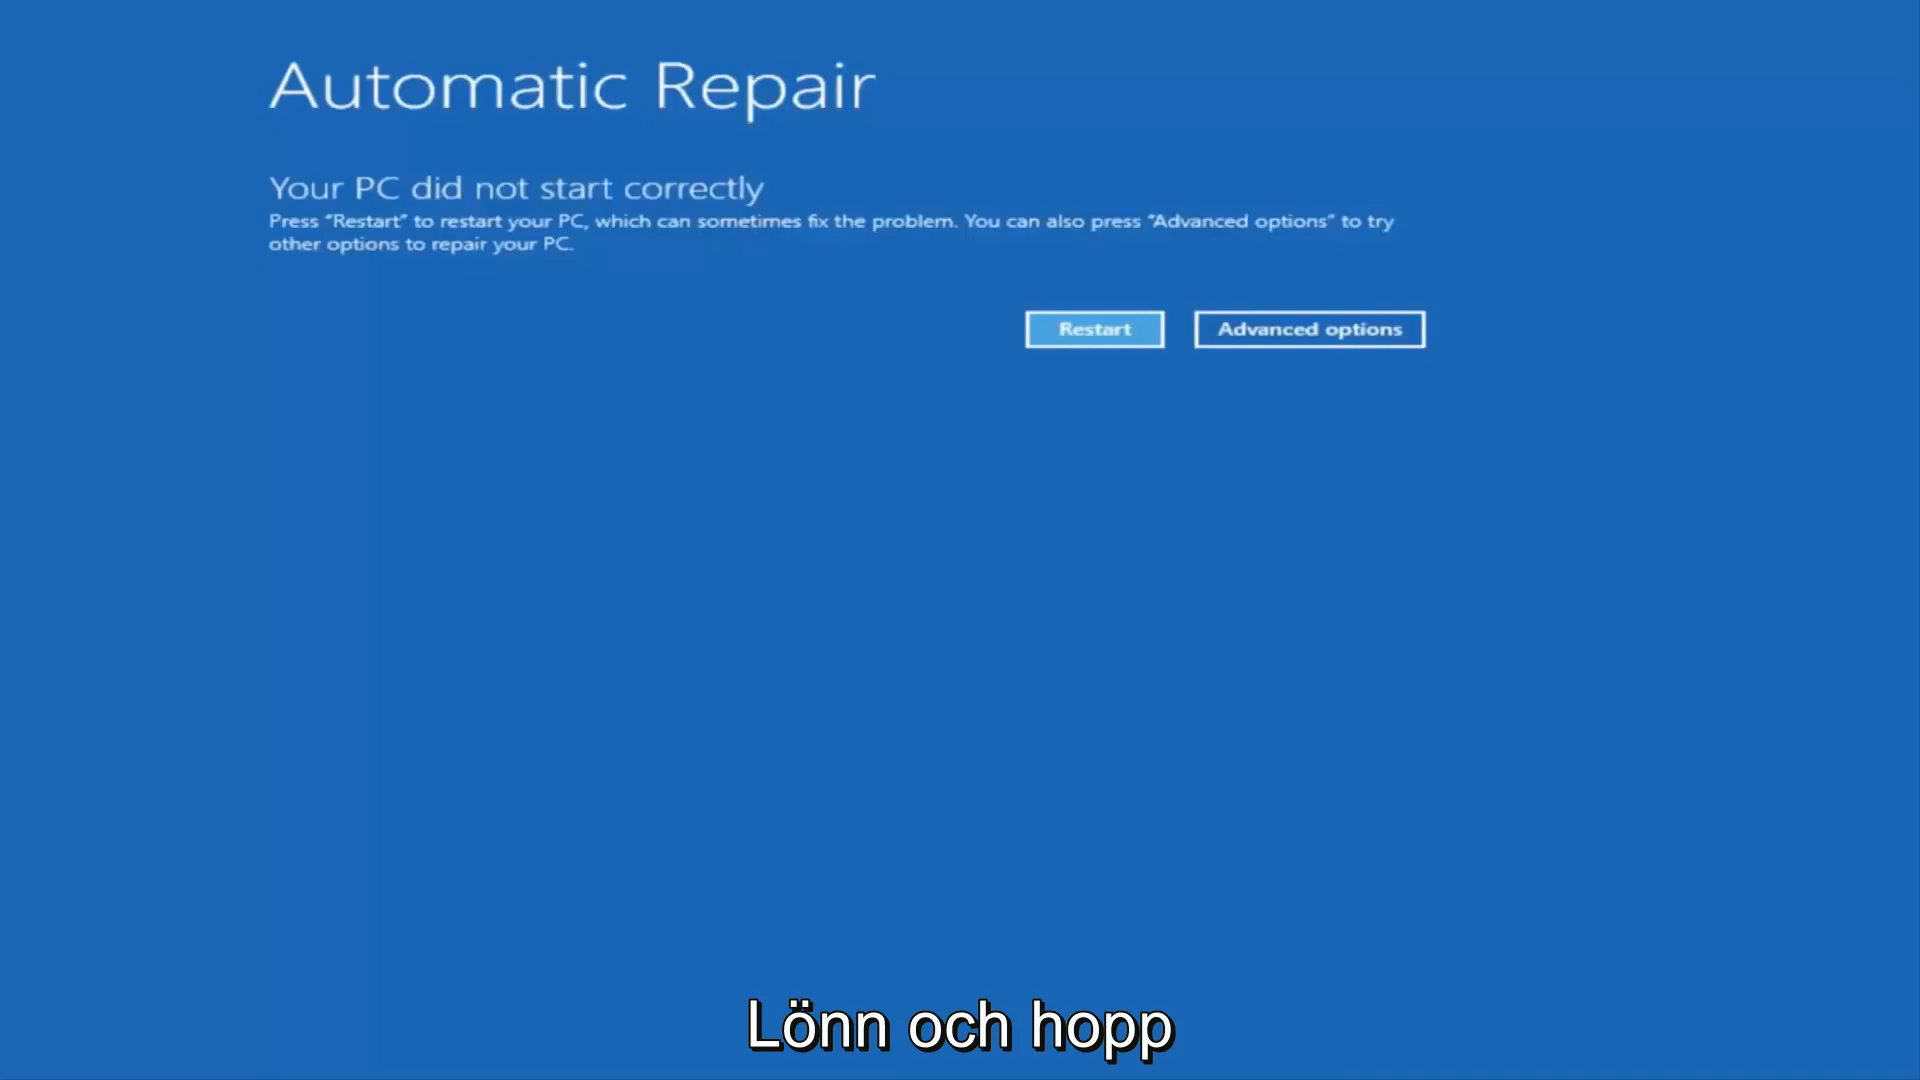 Automatic Repair
Your PC did not start correctly
Press “Restart” to restart your PC, which can sometimes fix the problem. You can also press “Advanced options” to try
other options to repair your PC.
Restart
Advanced options
Lönn och hopp